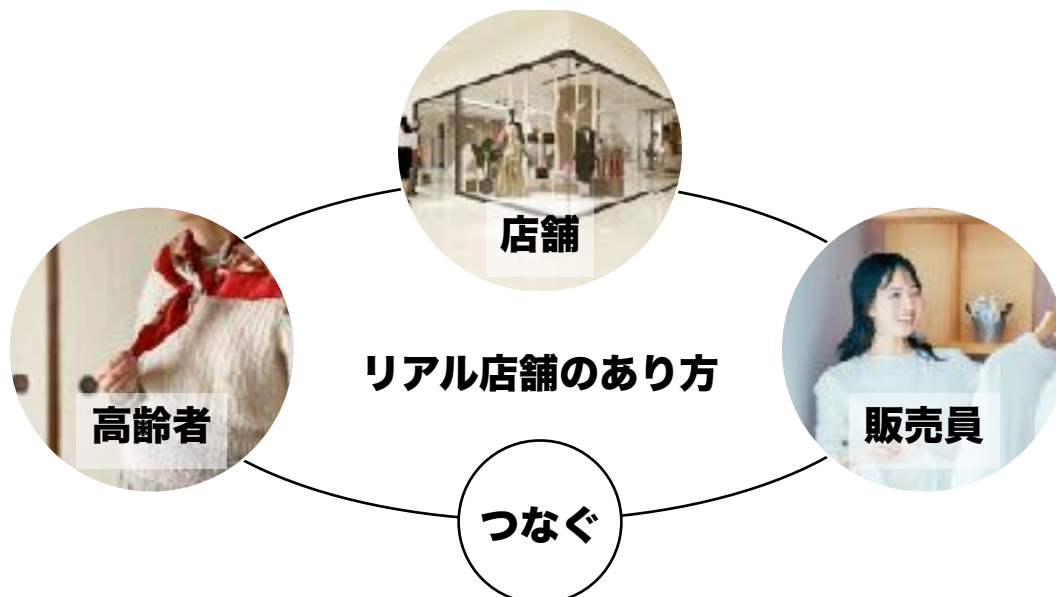 店舗
高齢者
リアル店舗のあり方
販売員
つなぐ